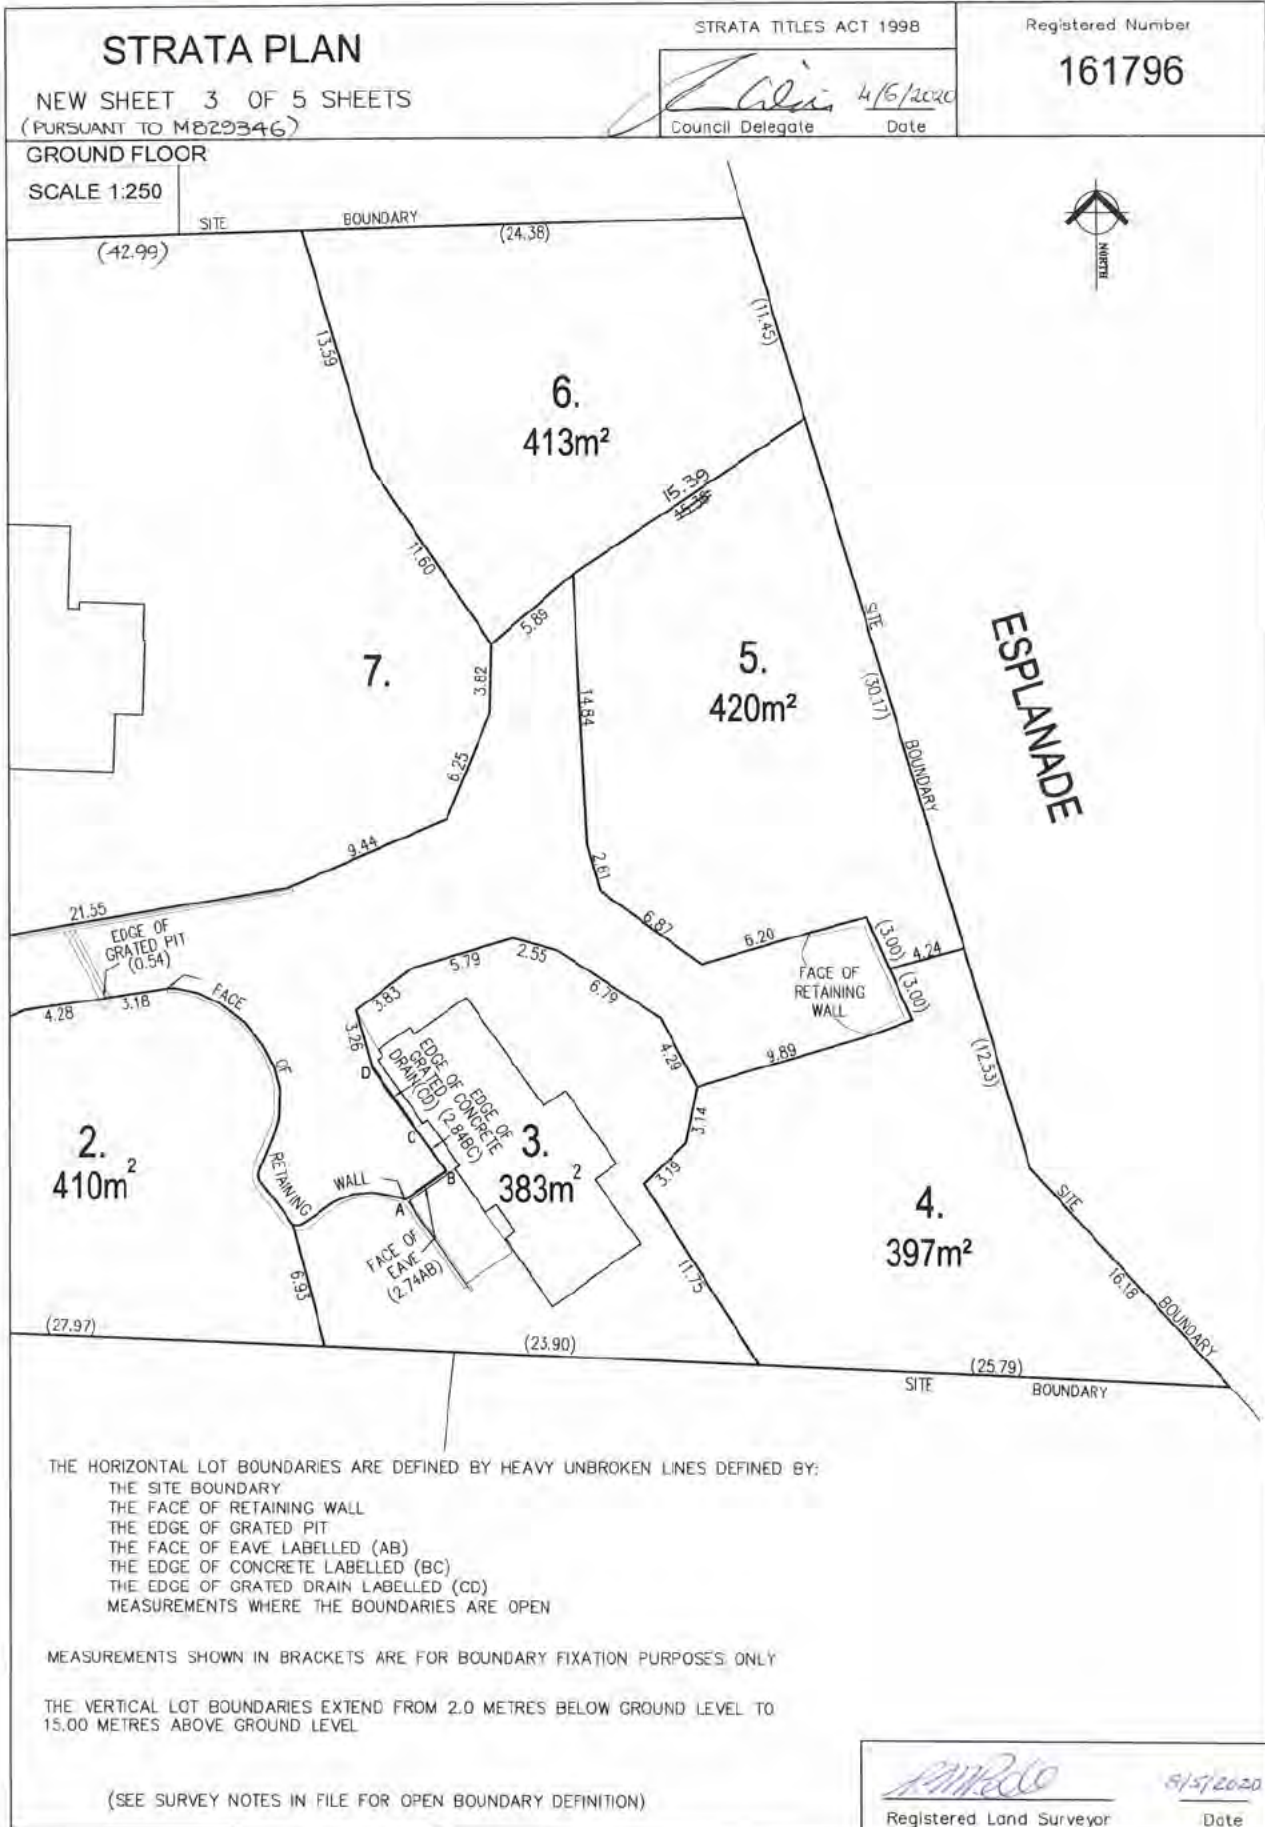 STRATA PLAN
NEW SHEET 3 OF 5 SHEETS
(PURSUANT TO M829346)
STRATA TITLES ACT 1998
4/6/2020
Council Delegate Date
Registered Number
161796
GROUND FLOOR
SCALE 1:250
SITE BOUNDARY
(42.99)
(24.38)
NORTH
(11.45)
13.59
6.
413m²
15.39
15.38
11.60
5.89
SITE
7.
3.82
14.84
5.
420m²
(30.17)
ESPLANADE
BOUNDARY
6.25
9.44
2.61
21.55
EDGE OF
GRATED PIT
(0.54)
6.87
6.20
(3.00)
4.24
FACE OF
RETAINING
WALL
(3.00)
4.28
3.18
FACE
OF
RETAINING
WALL
5.79
2.55
3.83
6.79
3.26
4.29
9.89
(12.53)
D
EDGE OF
GRATED
DRAIN(CD)
EDGE OF
CONCRETE
(2.84BC)
C
B
A
3.14
3.19
2.
410m²
3.
383m²
4.
397m²
FACE OF
EAVE
(2.74AB)
6.93
11.75
SITE
16.18
BOUNDARY
(27.97)
(23.90)
(25.79)
SITE BOUNDARY
THE HORIZONTAL LOT BOUNDARIES ARE DEFINED BY HEAVY UNBROKEN LINES DEFINED BY:
THE SITE BOUNDARY
THE FACE OF RETAINING WALL
THE EDGE OF GRATED PIT
THE FACE OF EAVE LABELLED (AB)
THE EDGE OF CONCRETE LABELLED (BC)
THE EDGE OF GRATED DRAIN LABELLED (CD)
MEASUREMENTS WHERE THE BOUNDARIES ARE OPEN
MEASUREMENTS SHOWN IN BRACKETS ARE FOR BOUNDARY FIXATION PURPOSES ONLY
THE VERTICAL LOT BOUNDARIES EXTEND FROM 2.0 METRES BELOW GROUND LEVEL TO
15.00 METRES ABOVE GROUND LEVEL
(SEE SURVEY NOTES IN FILE FOR OPEN BOUNDARY DEFINITION)
8/5/2020
Registered Land Surveyor Date